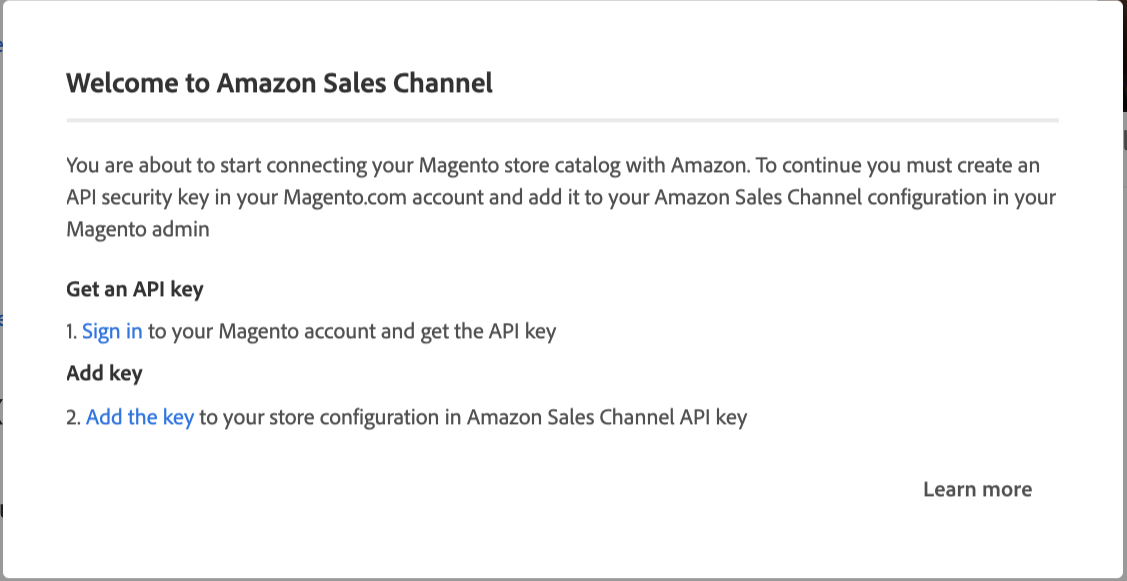 Welcome to Amazon Sales Channel
You are about to start connecting your Magento store catalog with Amazon. To continue you must create an
API security key in your Magento.com account and add it to your Amazon Sales Channel configuration in your
Magento admin
Get an API key
1. Sign in to your Magento account and get the API key
Add key
2. Add the key to your store configuration in Amazon Sales Channel API key
Learn more